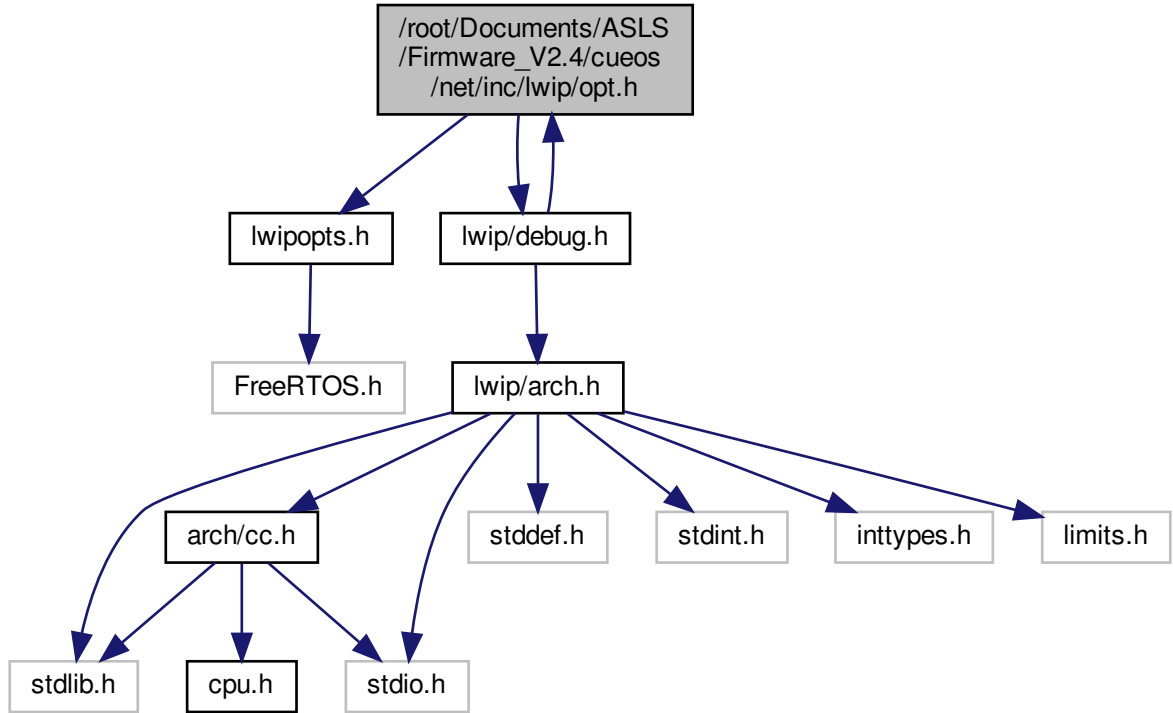 /root/Documents/ASLS
/Firmware_V2.4/cueos
/net/inc/lwip/opt.h
lwipopts.h
lwip/debug.h
FreeRTOS.h
lwip/arch.h
arch/cc.h
stddef.h
stdint.h
inttypes.h
limits.h
stdlib.h
cpu.h
stdio.h